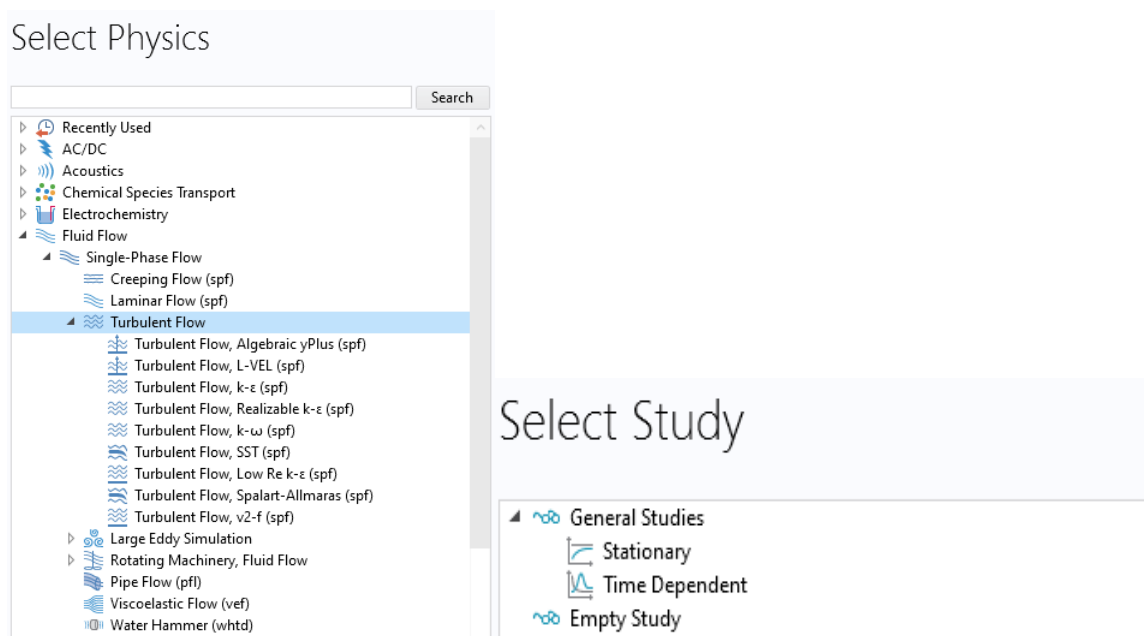 Select Physics
Search
Recently Used
AC/DC
Acoustics
Chemical Species Transport
Electrochemistry
Fluid Flow
Single-Phase Flow
Creeping Flow (spf)
Laminar Flow (spf)
Turbulent Flow
Turbulent Flow, Algebraic yPlus (spf)
Turbulent Flow, L-VEL (spf)
Turbulent Flow, k-ε (spf)
Turbulent Flow, Realizable k-ε (spf)
Turbulent Flow, k-ω (spf)
Turbulent Flow, SST (spf)
Turbulent Flow, Low Re k-ε (spf)
Turbulent Flow, Spalart-Allmaras (spf)
Turbulent Flow, v2-f (spf)
Large Eddy Simulation
Rotating Machinery, Fluid Flow
Pipe Flow (pfl)
Viscoelastic Flow (vef)
Water Hammer (whtd)
Select Study
General Studies
Stationary
Time Dependent
Empty Study